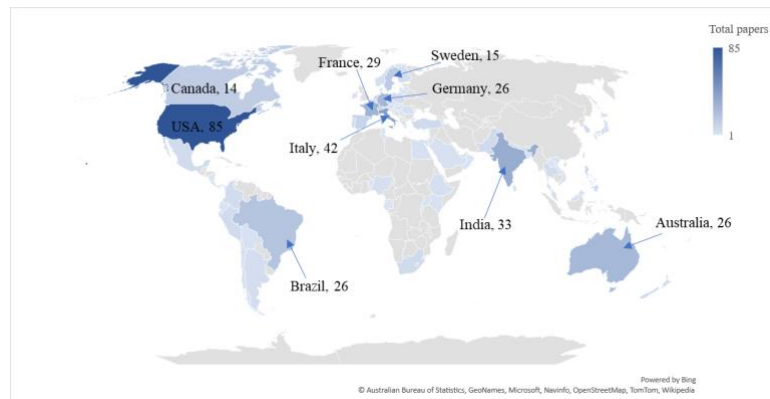 Total papers
85
1
Sweden, 15
France, 29
Canada, 14
Germany, 26
USA, 85
Italy, 42
India, 33
Australia, 26
Brazil, 26
Powered by Bing
© Australian Bureau of Statistics, GeoNames, Microsoft, Navinfo, OpenStreetMap, TomTom, Wikipedia